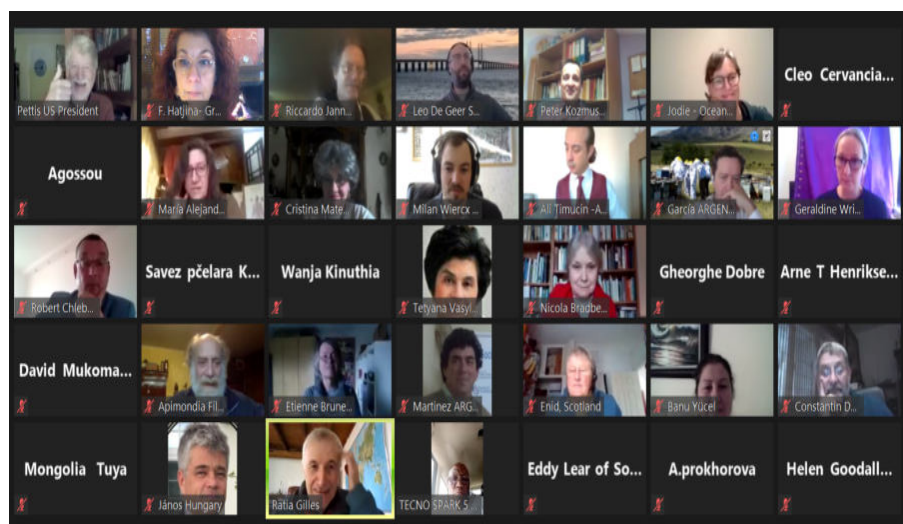 Pettis US President
F. Hatjina- Gr...
Riccardo Jann...
Leo De Geer S...
Peter Kozmus...
Jodie - Ocean...
Cleo Cervancia...
Agossou
María Alejand...
Cristina Mate...
Milan Wiercx ...
Ali Timucin -A...
García ARGEN...
Geraldine Wri...
Robert Chleb...
Savez pčelara K...
Wanja Kinuthia
Tetyana Vasyl...
Nicola Bradbe...
Gheorghe Dobre
Arne T Henrikse...
David Mukoma...
Apimondia Fil...
Etienne Brune...
Martinez ARG...
Enid, Scotland
Banu Yücel
Constantin D...
Mongolia Tuya
János Hungary
Ratia Gilles
TECNO SPARK 5 ...
Eddy Lear of So...
A.prokhorova
Helen Goodall...